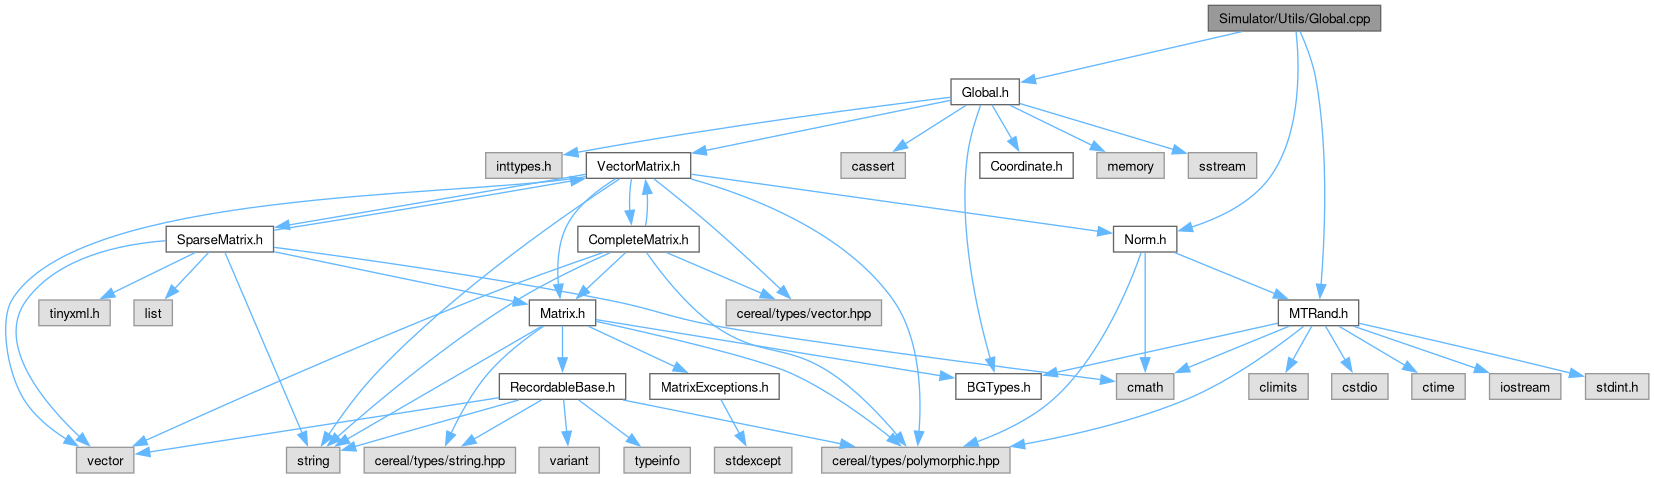 Simulator/Utils/Global.cpp
Global.h
inttypes.h
VectorMatrix.h
cassert
Coordinate.h
memory
sstream
SparseMatrix.h
CompleteMatrix.h
Norm.h
tinyxml.h
list
Matrix.h
cereal/types/vector.hpp
MTRand.h
RecordableBase.h
MatrixExceptions.h
BGTypes.h
cmath
climits
cstdio
ctime
iostream
stdint.h
vector
string
cereal/types/string.hpp
variant
typeinfo
stdexcept
cereal/types/polymorphic.hpp